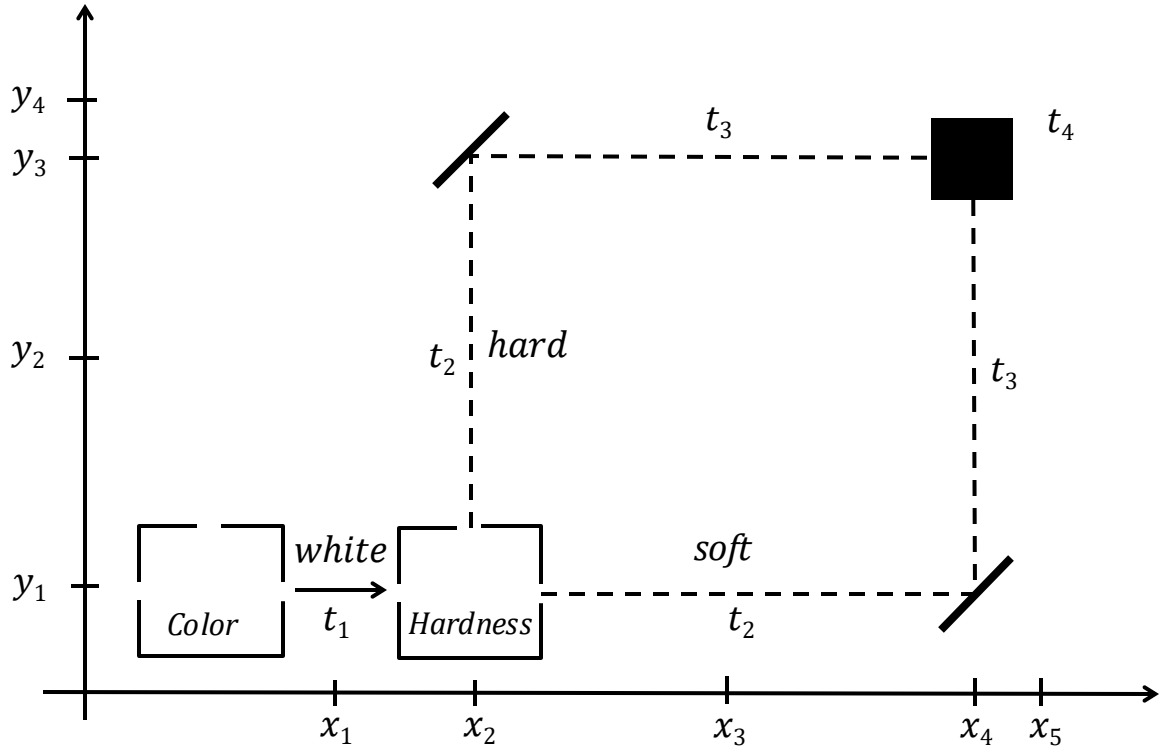 y₄
t₃
t₄
y₃
y₂
t₂
hard
t₃
white
soft
y₁
Color
t₁
Hardness
t₂
x₁
x₂
x₃
x₄
x₅